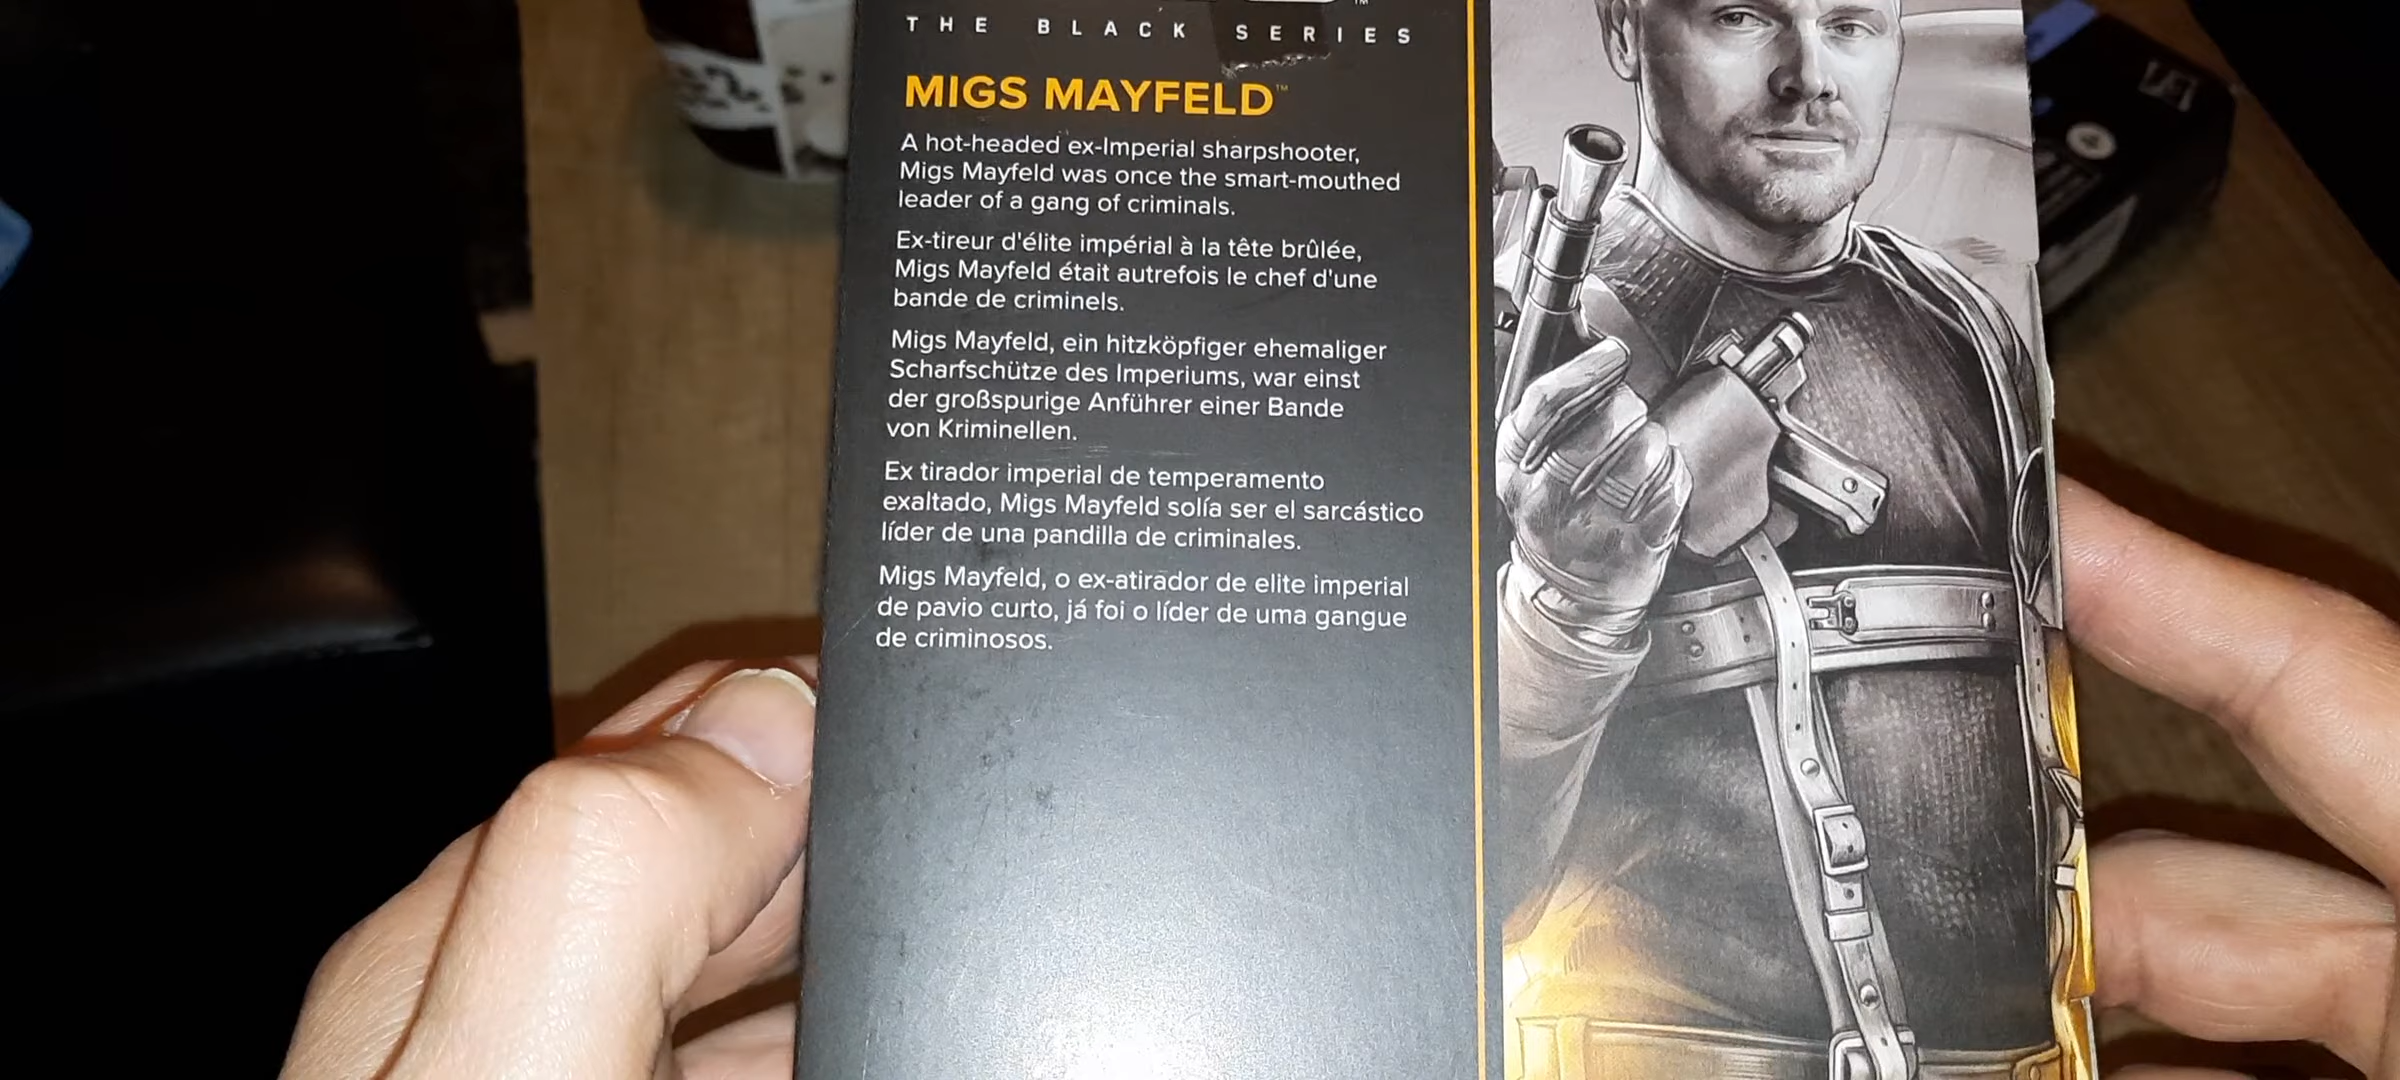 THE BLACK SERIES
MIGS MAYFELD™
A hot-headed ex-Imperial sharpshooter,
Migs Mayfeld was once the smart-mouthed
leader of a gang of criminals.
Ex-tireur d'élite impérial à la tête brûlée,
Migs Mayfeld était autrefois le chef d'une
bande de criminels.
Migs Mayfeld, ein hitzköpfiger ehemaliger
Scharfschütze des Imperiums, war einst
der großspurige Anführer einer Bande
von Kriminellen.
Ex tirador imperial de temperamento
exaltado, Migs Mayfeld solía ser el sarcástico
líder de una pandilla de criminales.
Migs Mayfeld, o ex-atirador de elite imperial
de pavio curto, já foi o líder de uma gangue
de criminosos.